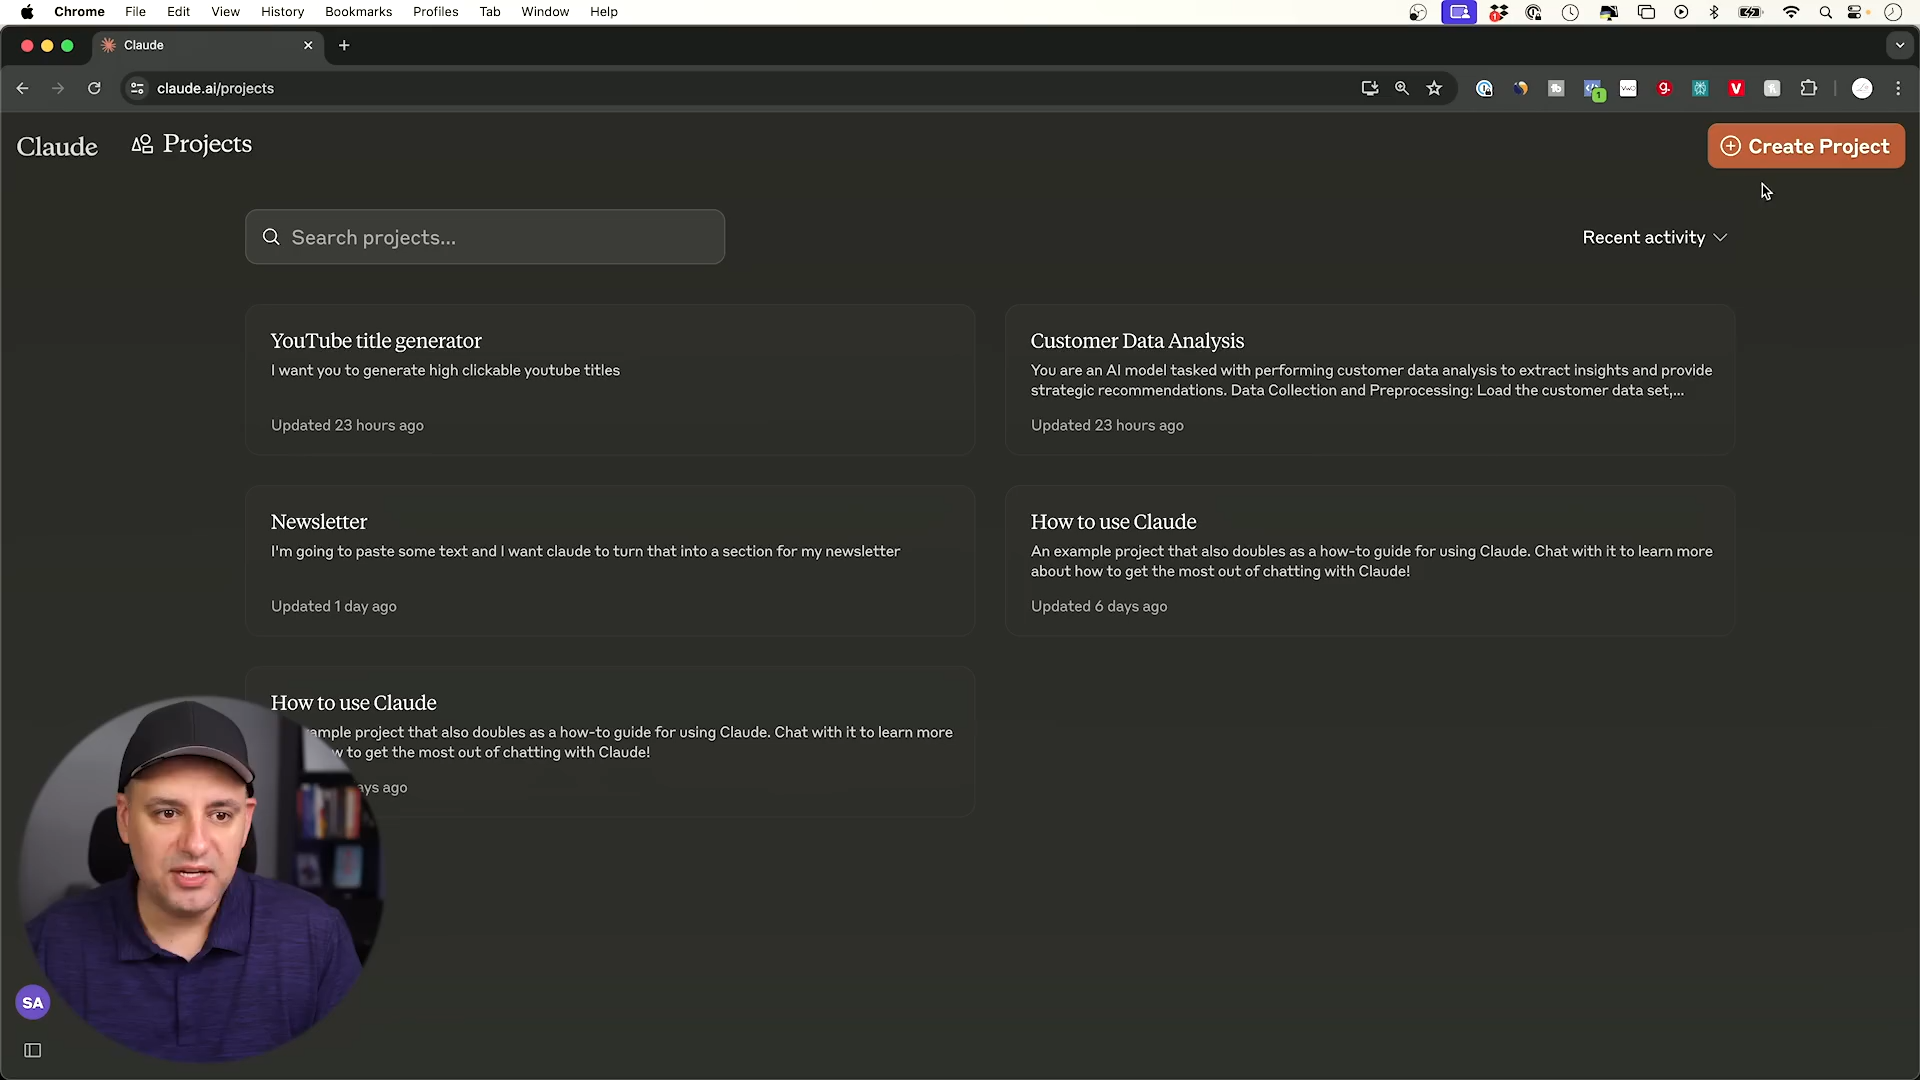 Chrome File Edit View History Bookmarks Profiles Tab Window Help
Claude
claude.ai/projects
Claude
Projects
Create Project
Search projects...
Recent activity
YouTube title generator
I want you to generate high clickable youtube titles
Updated 23 hours ago
Customer Data Analysis
You are an AI model tasked with performing customer data analysis to extract insights and provide
strategic recommendations. Data Collection and Preprocessing: Load the customer data set,...
Updated 23 hours ago
Newsletter
I'm going to paste some text and I want claude to turn that into a section for my newsletter
Updated 1 day ago
How to use Claude
An example project that also doubles as a how-to guide for using Claude. Chat with it to learn more
about how to get the most out of chatting with Claude!
Updated 6 days ago
How to use Claude
project that also doubles as a how-to guide for using Claude. Chat with it to learn more
to get the most out of chatting with Claude!
ago
SA